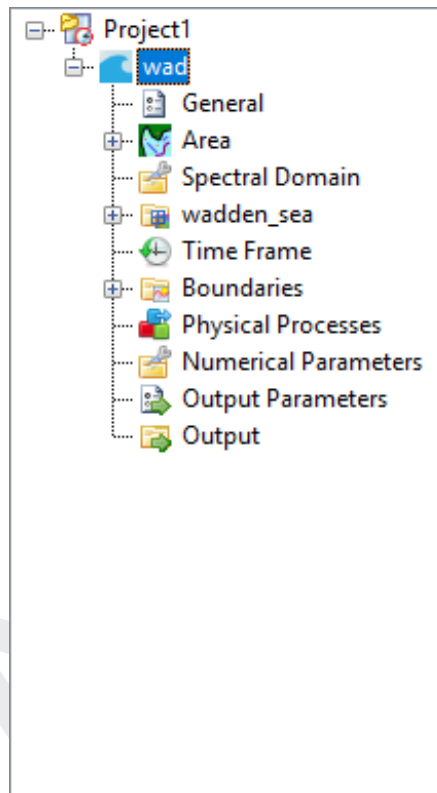 Project1
wad
General
Area
Spectral Domain
wadden_sea
Time Frame
Boundaries
Physical Processes
Numerical Parameters
Output Parameters
Output